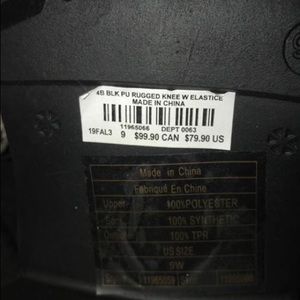 4B BLK PU RUGGED KNEE W ELASTICE
MADE IN CHINA
11965066 DEPT 0063
19FAL3 9 $99.90 CAN $79.90 US
Made in China
Fabriqué En Chine
Upper 100%POLYESTER
100% SYNTHETIC
100% TPR
US SIZE
9W